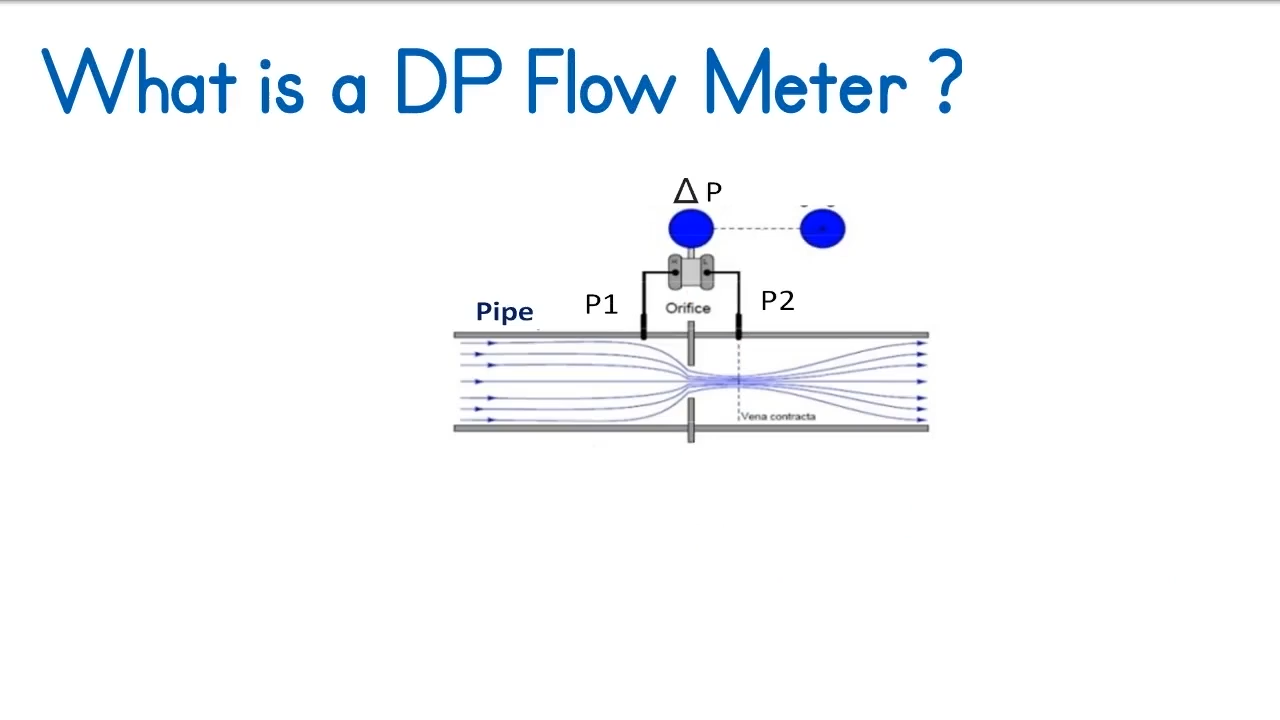 What is a DP Flow Meter ?
Δ P
P1
Orifice
P2
Pipe
Vena contracta